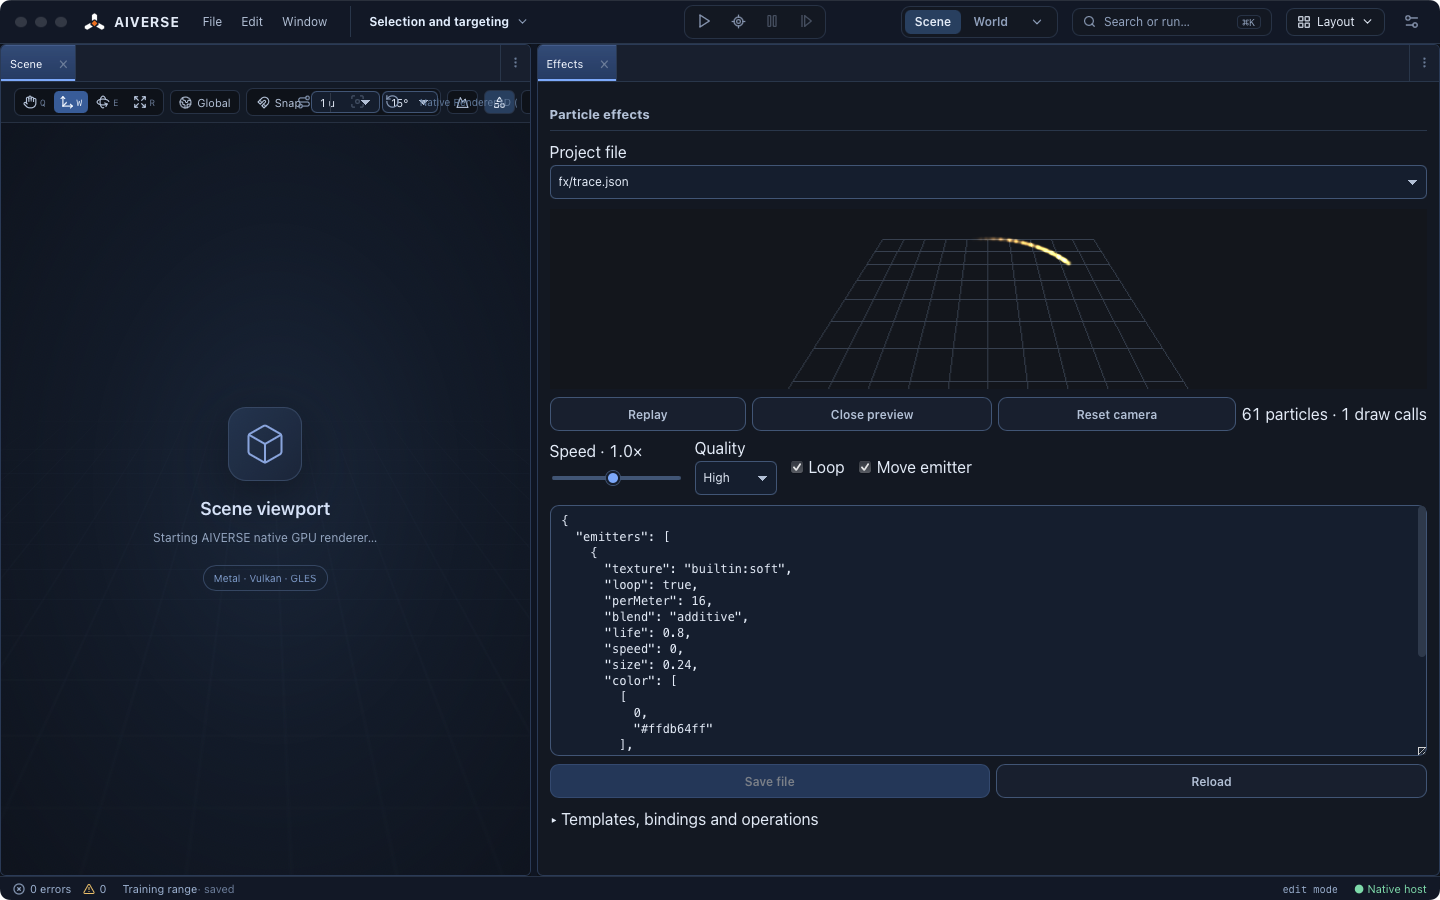 AIVERSE File Edit Window Selection and targeting Scene World Search or run... ⌘K Layout
Scene
Effects
Q W E R Global Snap 1 u 15°
Particle effects
Project file
fx/trace.json
Replay Close preview Reset camera 61 particles · 1 draw calls
Speed · 1.0×
Quality
High
Loop Move emitter
{
"emitters": [
{
"texture": "builtin:soft",
"loop": true,
"perMeter": 16,
"blend": "additive",
"life": 0.8,
"speed": 0,
"size": 0.24,
"color": [
[
0,
"#ffdb64ff"
],
Save file Reload
Templates, bindings and operations
Scene viewport
Starting AIVERSE native GPU renderer...
Metal · Vulkan · GLES
0 errors 0 Training range · saved edit mode Native host